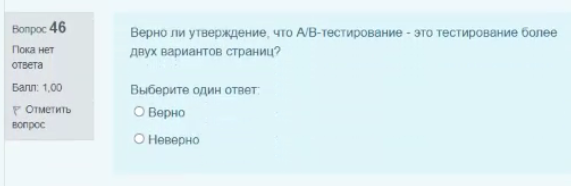 Вопрос 46
Пока нет
ответа
Балл: 1,00
Отметить
вопрос
Верно ли утверждение, что A/B-тестирование - это тестирование более
двух вариантов страниц?
Выберите один ответ:
Верно
Неверно